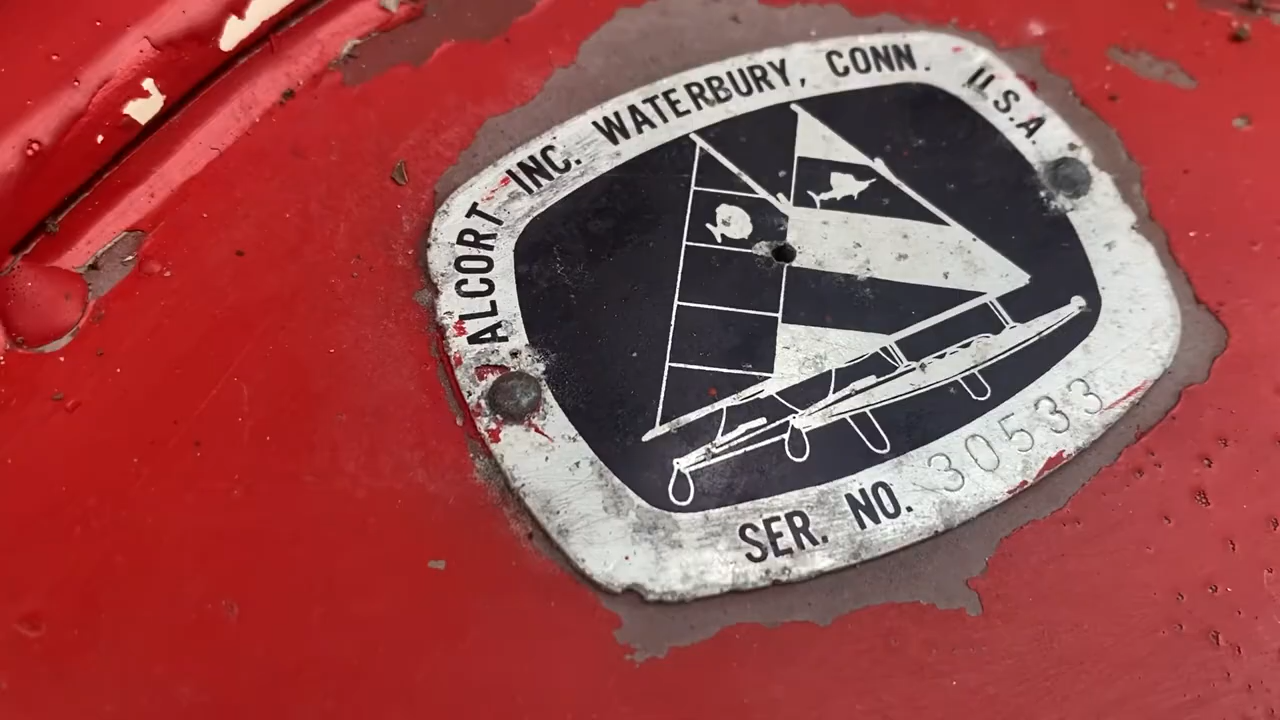 ALCORT INC. WATERBURY, CONN. U.S.A
SER. NO. 30533